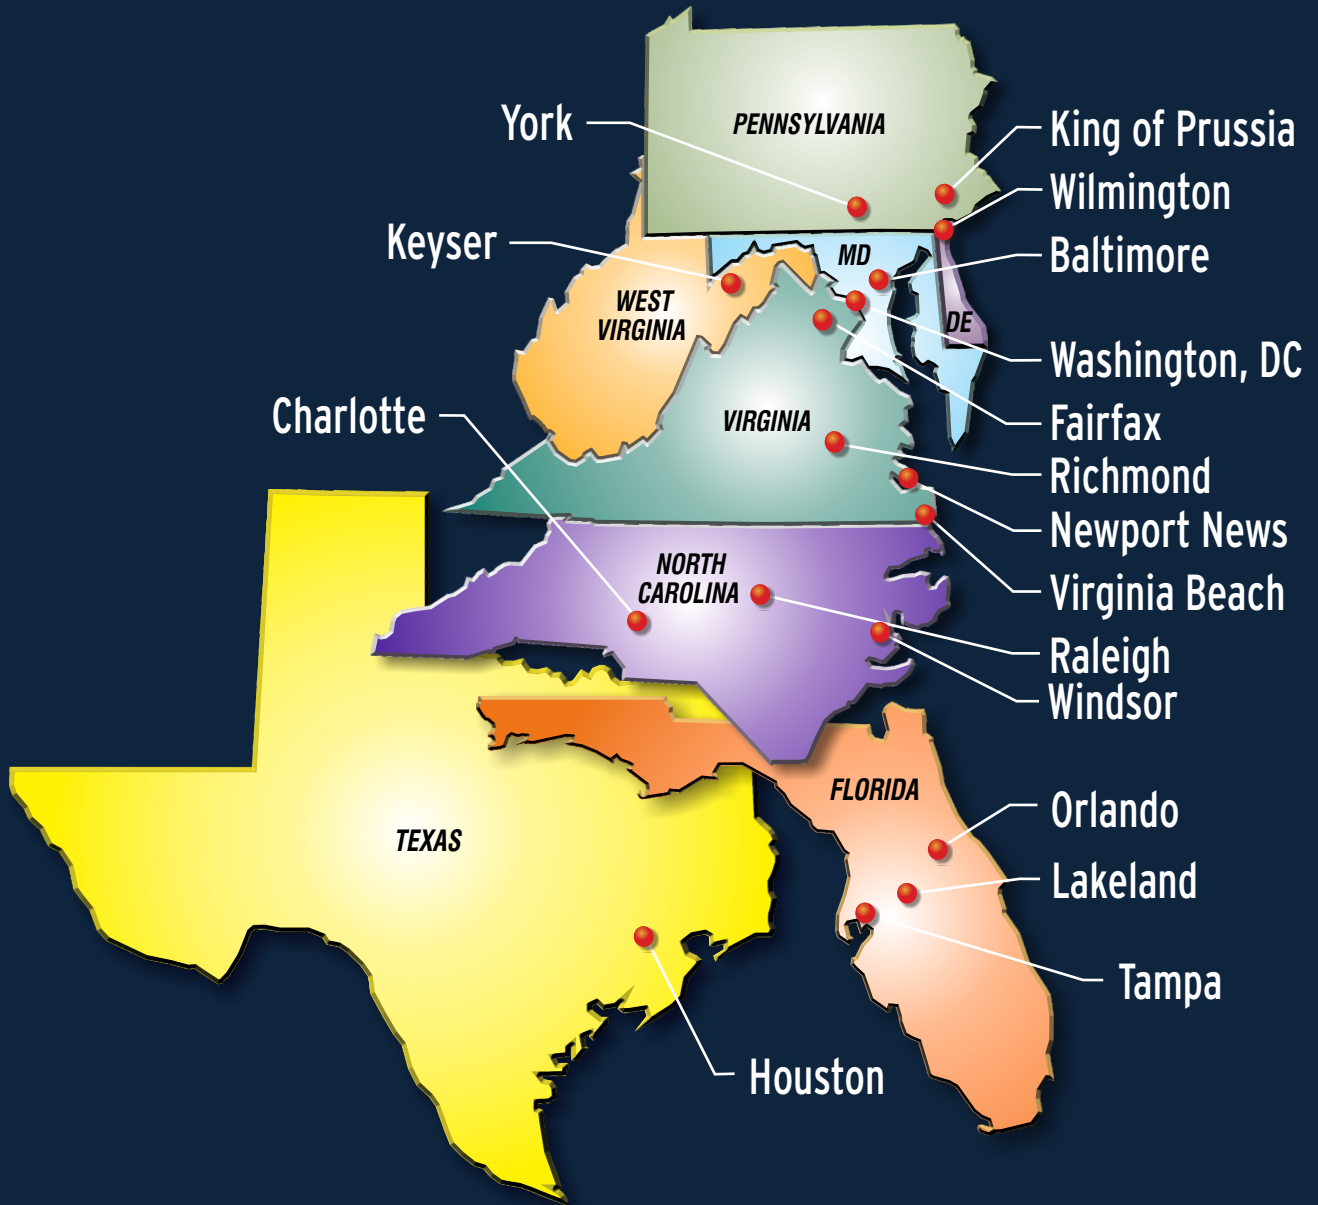 PENNSYLVANIA
York
King of Prussia
Wilmington
Keyser
MD
Baltimore
WEST
VIRGINIA
DE
Washington, DC
Charlotte
VIRGINIA
Fairfax
Richmond
Newport News
NORTH
CAROLINA
Virginia Beach
Raleigh
Windsor
FLORIDA
Orlando
TEXAS
Lakeland
Tampa
Houston